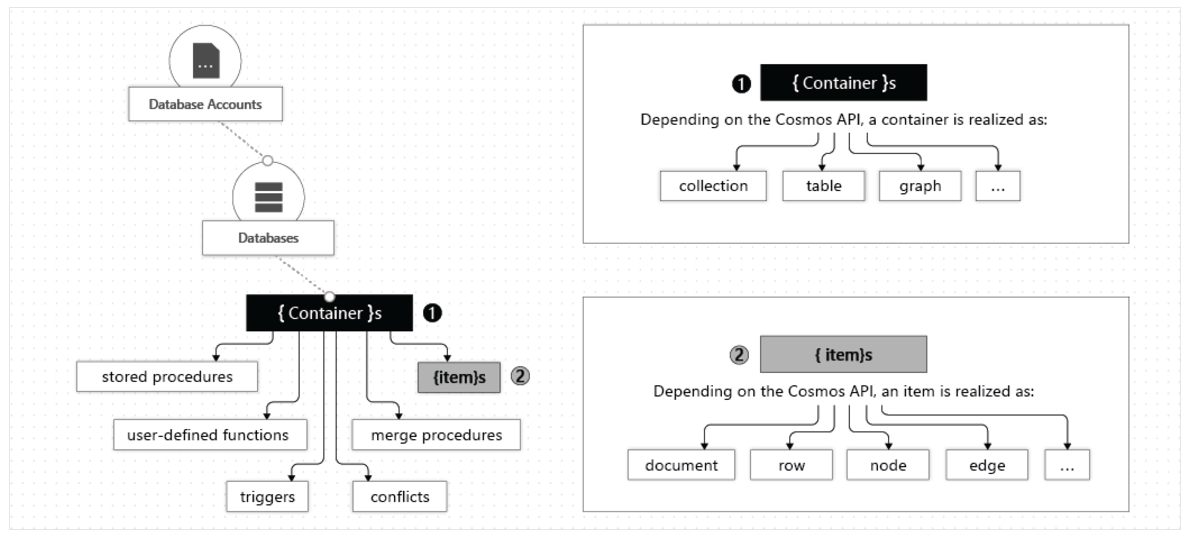 ...
Database Accounts
Databases
{ Container }s 1
stored procedures
{item}s 2
user-defined functions
merge procedures
triggers
conflicts
1 { Container }s
Depending on the Cosmos API, a container is realized as:
collection
table
graph
...
2 { item}s
Depending on the Cosmos API, an item is realized as:
document
row
node
edge
...